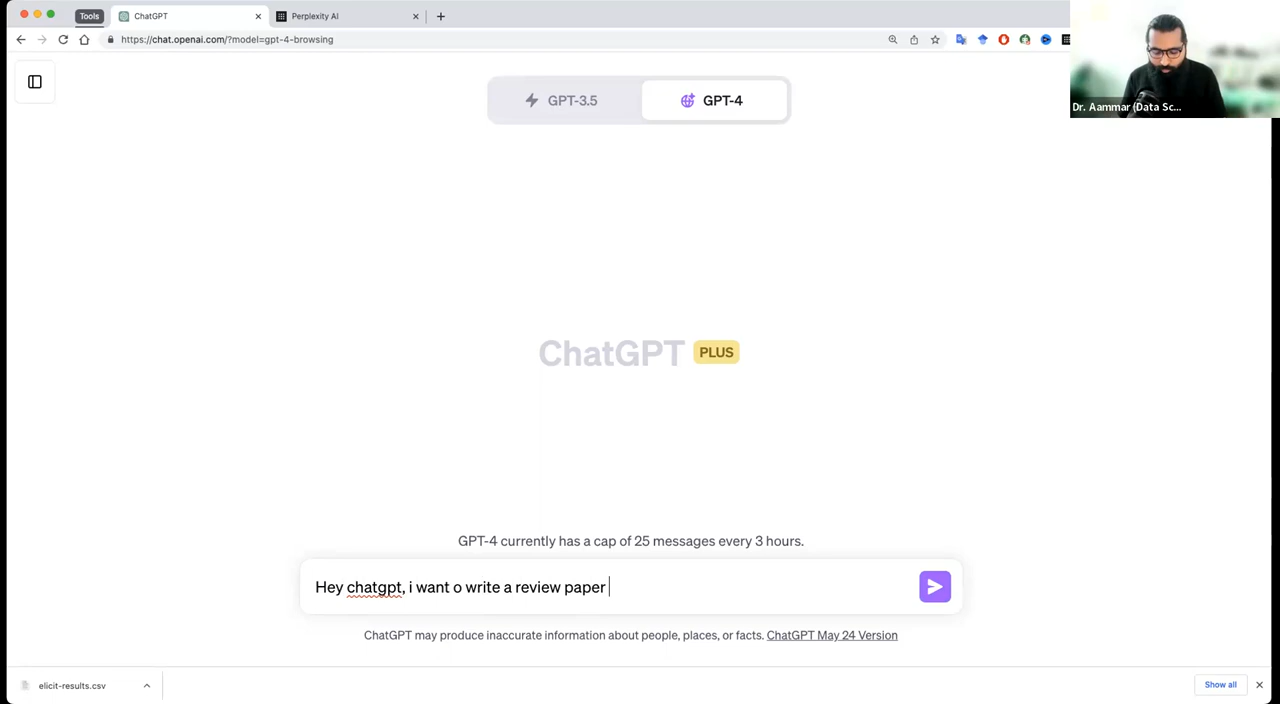 Tools
ChatGPT
Perplexity AI
https://chat.openai.com/?model=gpt-4-browsing
Dr. Aammar (Data Sc...
GPT-3.5
GPT-4
ChatGPT PLUS
GPT-4 currently has a cap of 25 messages every 3 hours.
Hey chatgpt, i want o write a review paper
ChatGPT may produce inaccurate information about people, places, or facts. ChatGPT May 24 Version
elicit-results.csv
Show all